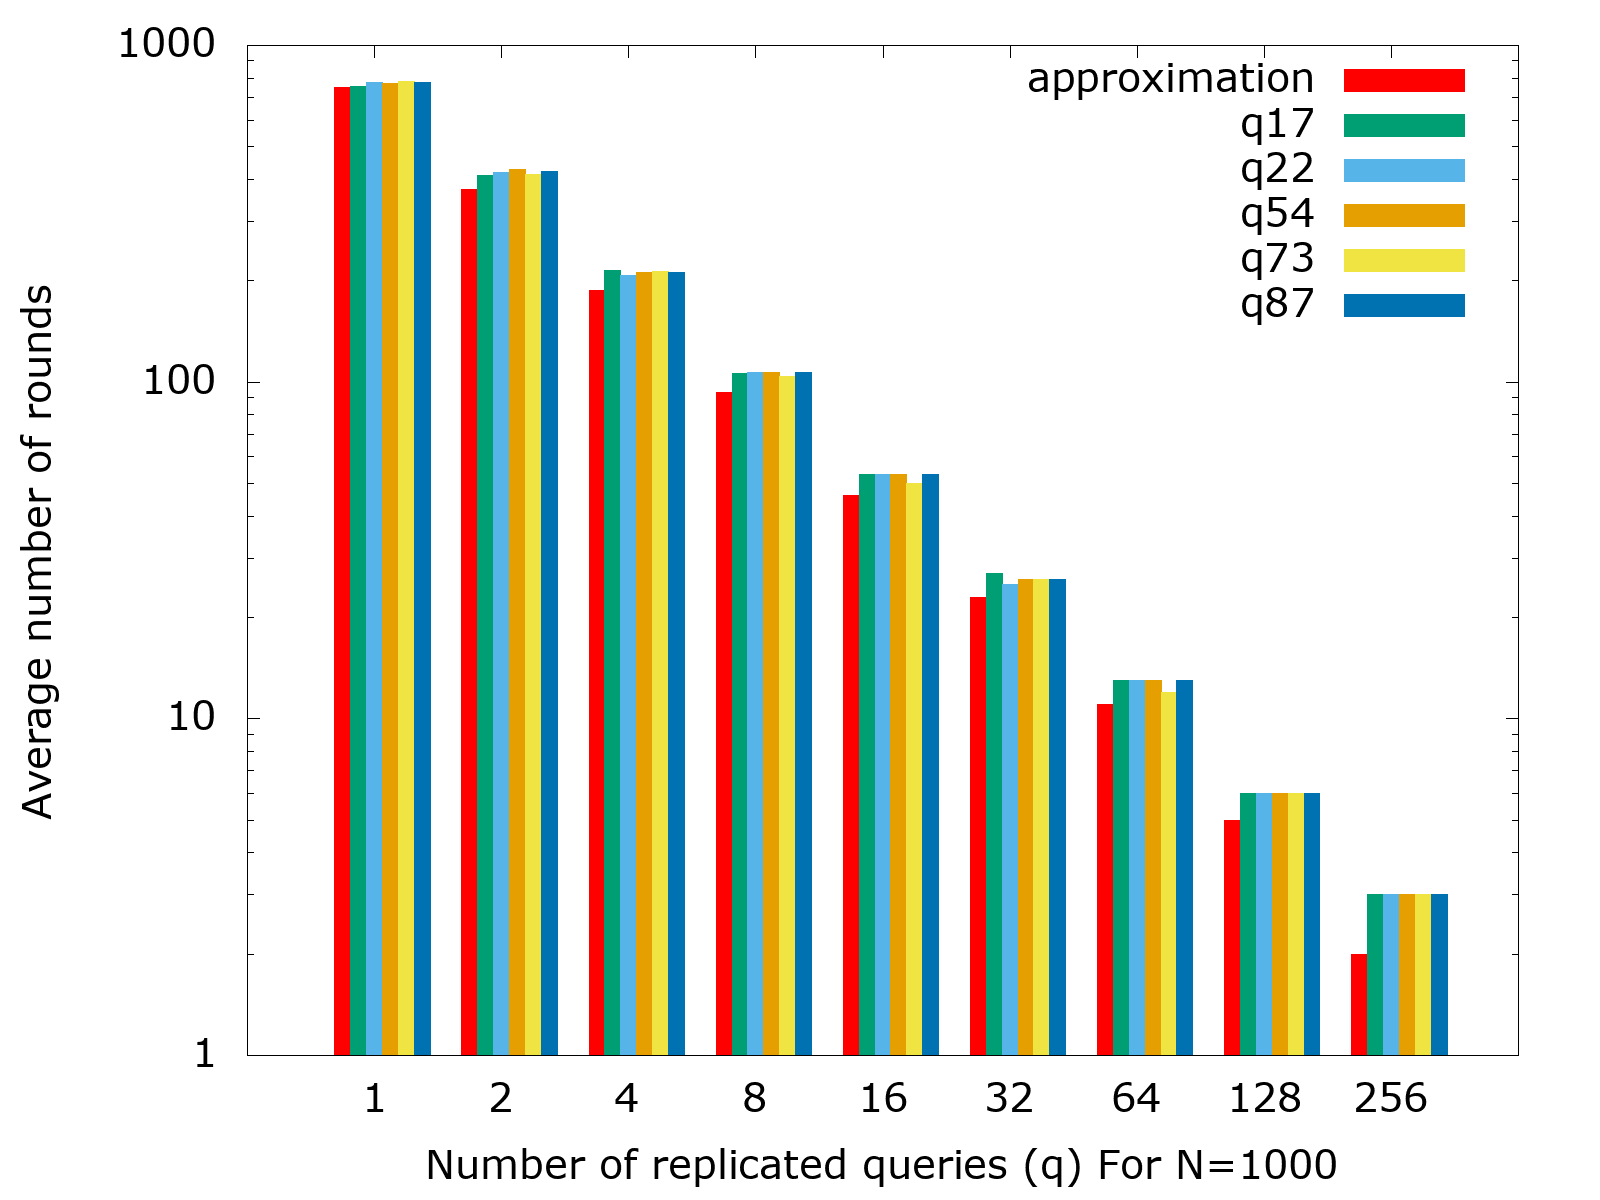 1000
100
10
1
Average number of rounds
approximation
q17
q22
q54
q73
q87
1 2 4 8 16 32 64 128 256
Number of replicated queries (q) For N=1000